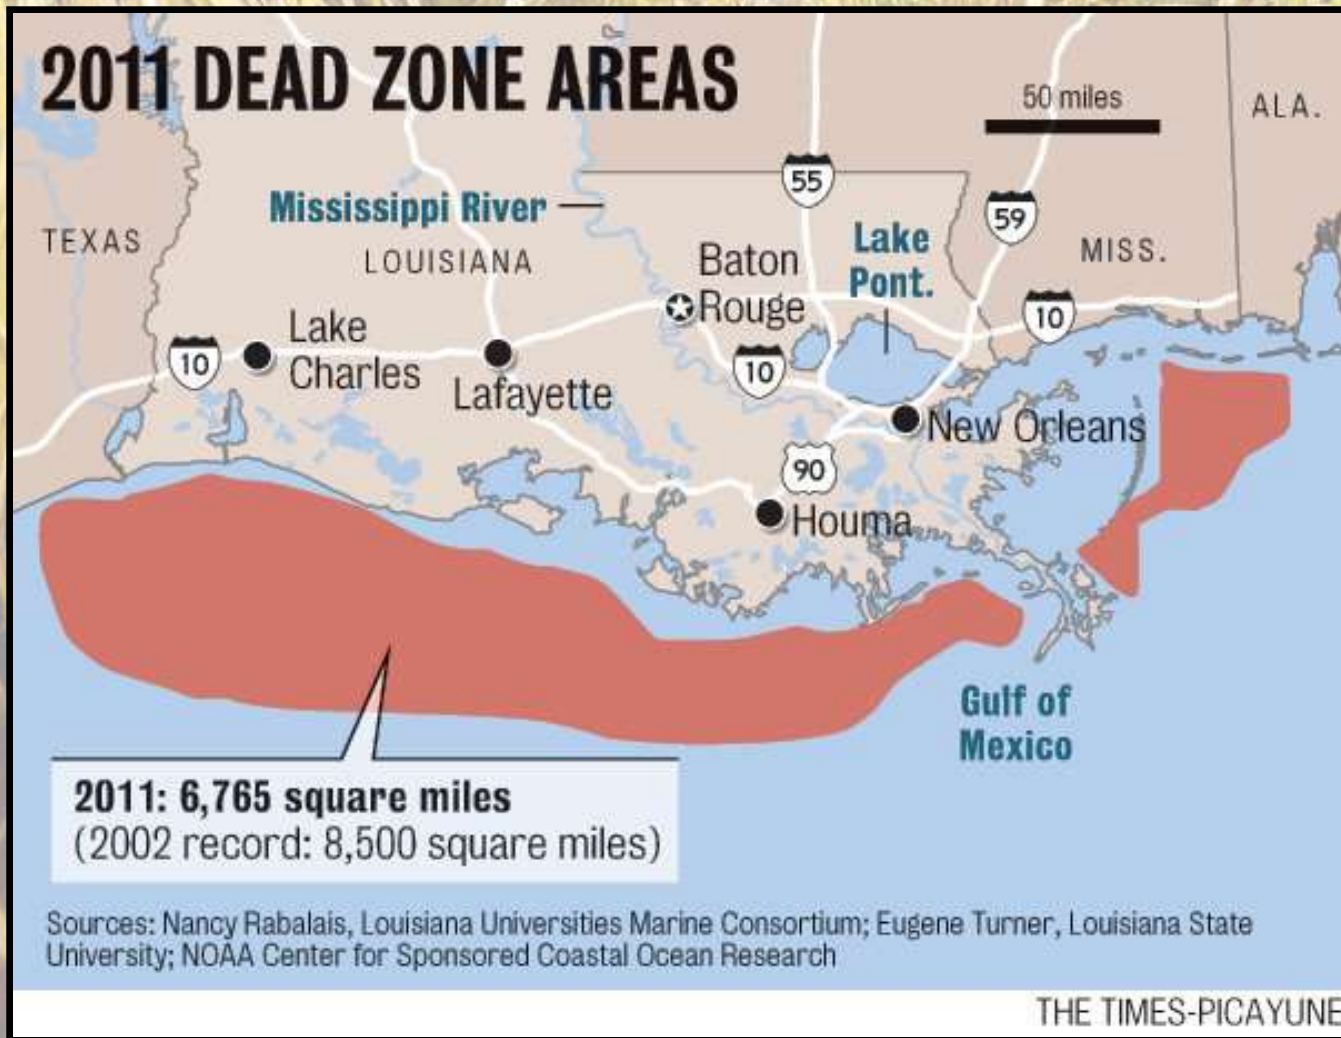 2011 DEAD ZONE AREAS
50 miles
ALA.
55
Mississippi River
59
TEXAS
LOUISIANA
Lake
Pont.
MISS.
Baton
Rouge
10
Lake
Charles
10
Lafayette
10
New Orleans
90
Houma
Gulf of
Mexico
2011: 6,765 square miles
(2002 record: 8,500 square miles)
Sources: Nancy Rabalais, Louisiana Universities Marine Consortium; Eugene Turner, Louisiana State
University; NOAA Center for Sponsored Coastal Ocean Research
THE TIMES-PICAYUNE